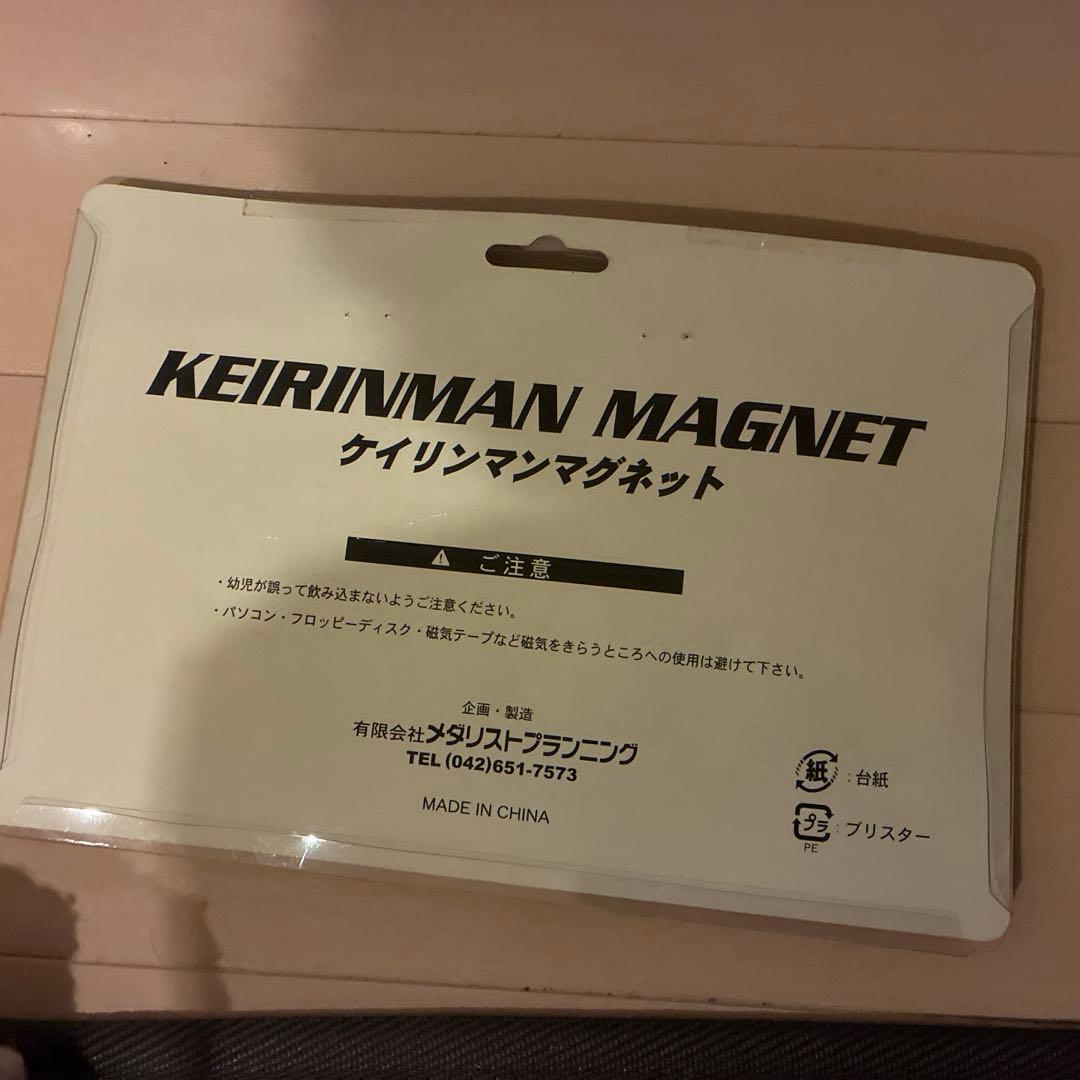 KEIRINMAN MAGNET
ケイリンマンマグネット
ご注意
・幼児が誤って飲み込まないようご注意ください。
・パソコン・フロッピーディスク・磁気テープなど磁気をきらうところへの使用は避けて下さい。
企画・製造
有限会社メダリストプランニング
TEL (042)651-7573
MADE IN CHINA
紙 : 台紙
プラ : ブリスター
PE